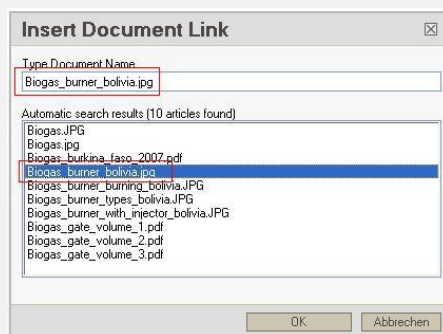 Insert Document Link
Type Document Name
Biogas_burner_bolivia.jpg
Automatic search results (10 articles found)
Biogas.JPG
Biogas.jpg
Biogas_burkina_faso_2007.pdf
Biogas_burner_bolivia.jpg
Biogas_burner_burning_bolivia.JPG
Biogas_burner_types_bolivia.JPG
Biogas_burner_with_injector_bolivia.JPG
Biogas_gate_volume_1.pdf
Biogas_gate_volume_2.pdf
Biogas_gate_volume_3.pdf
OK Abbrechen